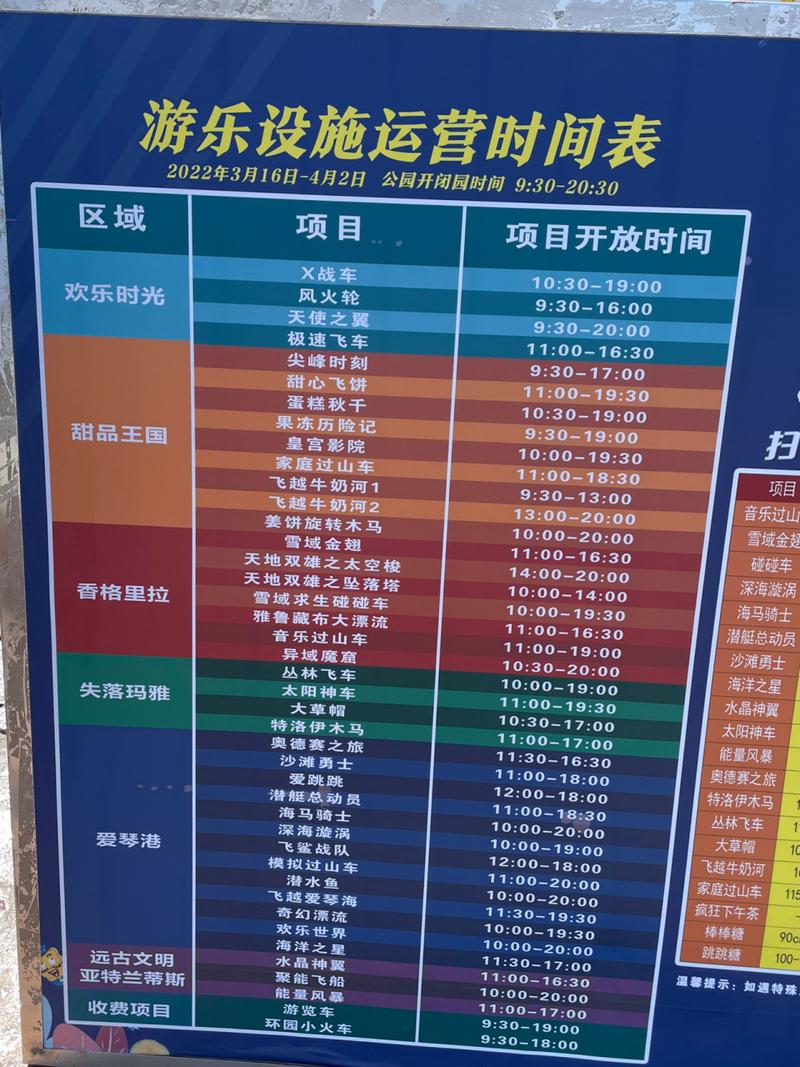 游乐设施运营时间表
2022年3月16日-4月2日 公园开闭园时间 9:30-20:30
区域 项目 项目开放时间
欢乐时光
X战车 10:30-19:00
风火轮 9:30-16:00
天使之翼 9:30-20:00
极速飞车 11:00-16:30
甜品王国
尖峰时刻 9:30-17:00
甜心飞饼 11:00-19:30
蛋糕秋千 10:30-19:00
果冻历险记 9:30-19:00
皇宫影院 10:00-19:30
家庭过山车 11:00-18:30
飞越牛奶河1 9:30-13:00
飞越牛奶河2 13:00-20:00
姜饼旋转木马 10:00-20:00
香格里拉
雪域金翅 11:00-16:30
天地双雄之太空梭 14:00-20:00
天地双雄之坠落塔 10:00-14:00
雪域求生碰碰车 10:00-19:30
雅鲁藏布大漂流 11:00-16:30
音乐过山车 11:00-19:00
异域魔窟 10:30-20:00
失落玛雅
丛林飞车 10:00-19:00
太阳神车 11:00-19:30
大草帽 10:30-17:00
特洛伊木马 11:00-17:00
爱琴港
奥德赛之旅 11:30-16:30
沙滩勇士 11:00-18:00
爱跳跳 12:00-18:00
潜艇总动员 11:00-18:30
海马骑士 10:00-20:00
深海漩涡 10:00-19:00
飞鲨战队 12:00-18:00
模拟过山车 11:00-20:00
潜水鱼 10:00-20:00
飞越爱琴海 11:30-19:30
奇幻漂流 10:00-19:30
欢乐世界 10:00-20:00
海洋之星 11:30-17:00
远古文明
亚特兰蒂斯
水晶神翼 11:00-16:30
聚能飞船 10:00-20:00
能量风暴 11:00-17:00
收费项目
游览车 9:30-19:00
环园小火车 9:30-18:00
扫
项目
音乐过山
雪域金翅
碰碰车
深海漩涡
海马骑士
潜艇总动员
沙滩勇士
海洋之星
水晶神翼
太阳神车
能量风暴
奥德赛之旅
特洛伊木马
丛林飞车
大草帽
飞越牛奶河
家庭过山车
疯狂下午茶
棒棒糖
跳跳糖
温馨提示：如遇特殊